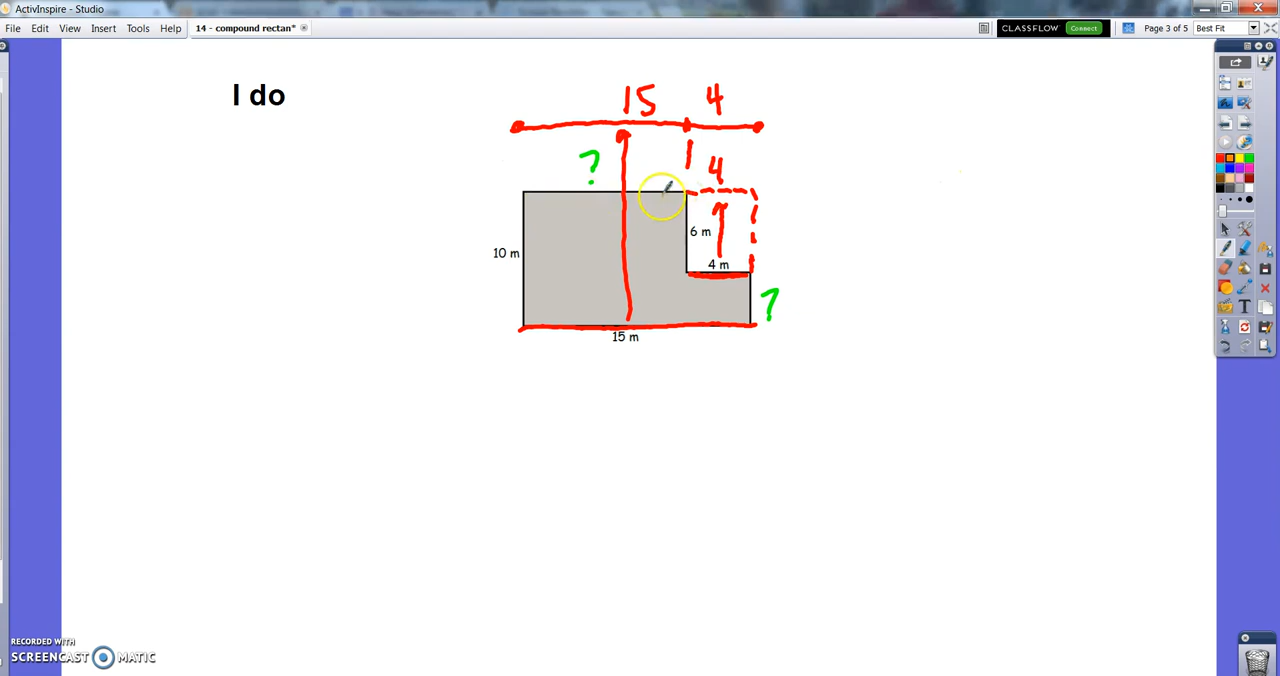 ActivInspire - Studio
File Edit View Insert Tools Help
14 - compound rectan*
CLASSFLOW Connect
Page 3 of 5
Best Fit
I do
15 4
? 4
6 m
10 m
4 m
?
15 m
RECORDED WITH
SCREENCAST MATIC